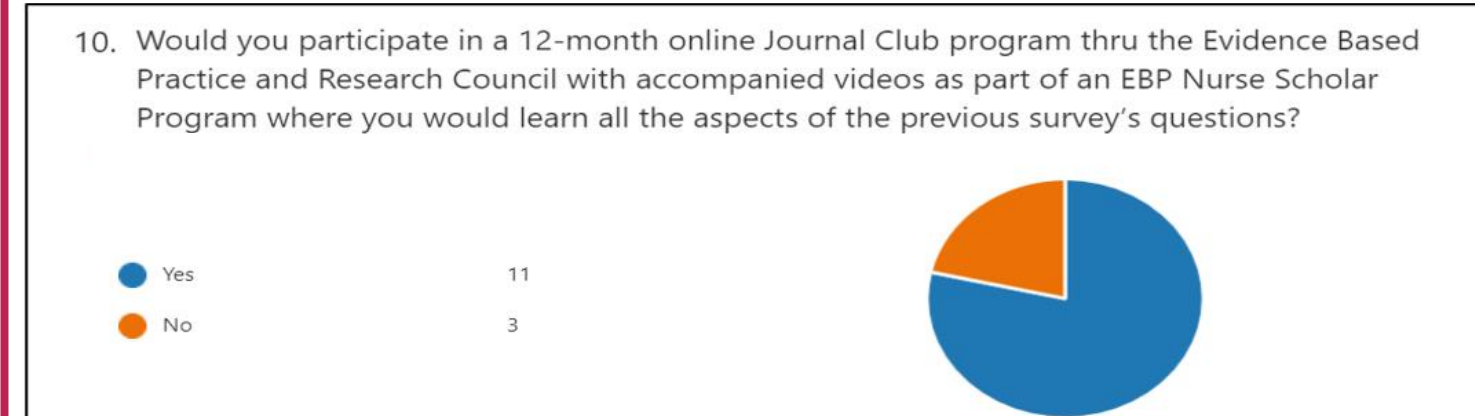 10. Would you participate in a 12-month online Journal Club program thru the Evidence Based
Practice and Research Council with accompanied videos as part of an EBP Nurse Scholar
Program where you would learn all the aspects of the previous survey's questions?
Yes 11
No 3